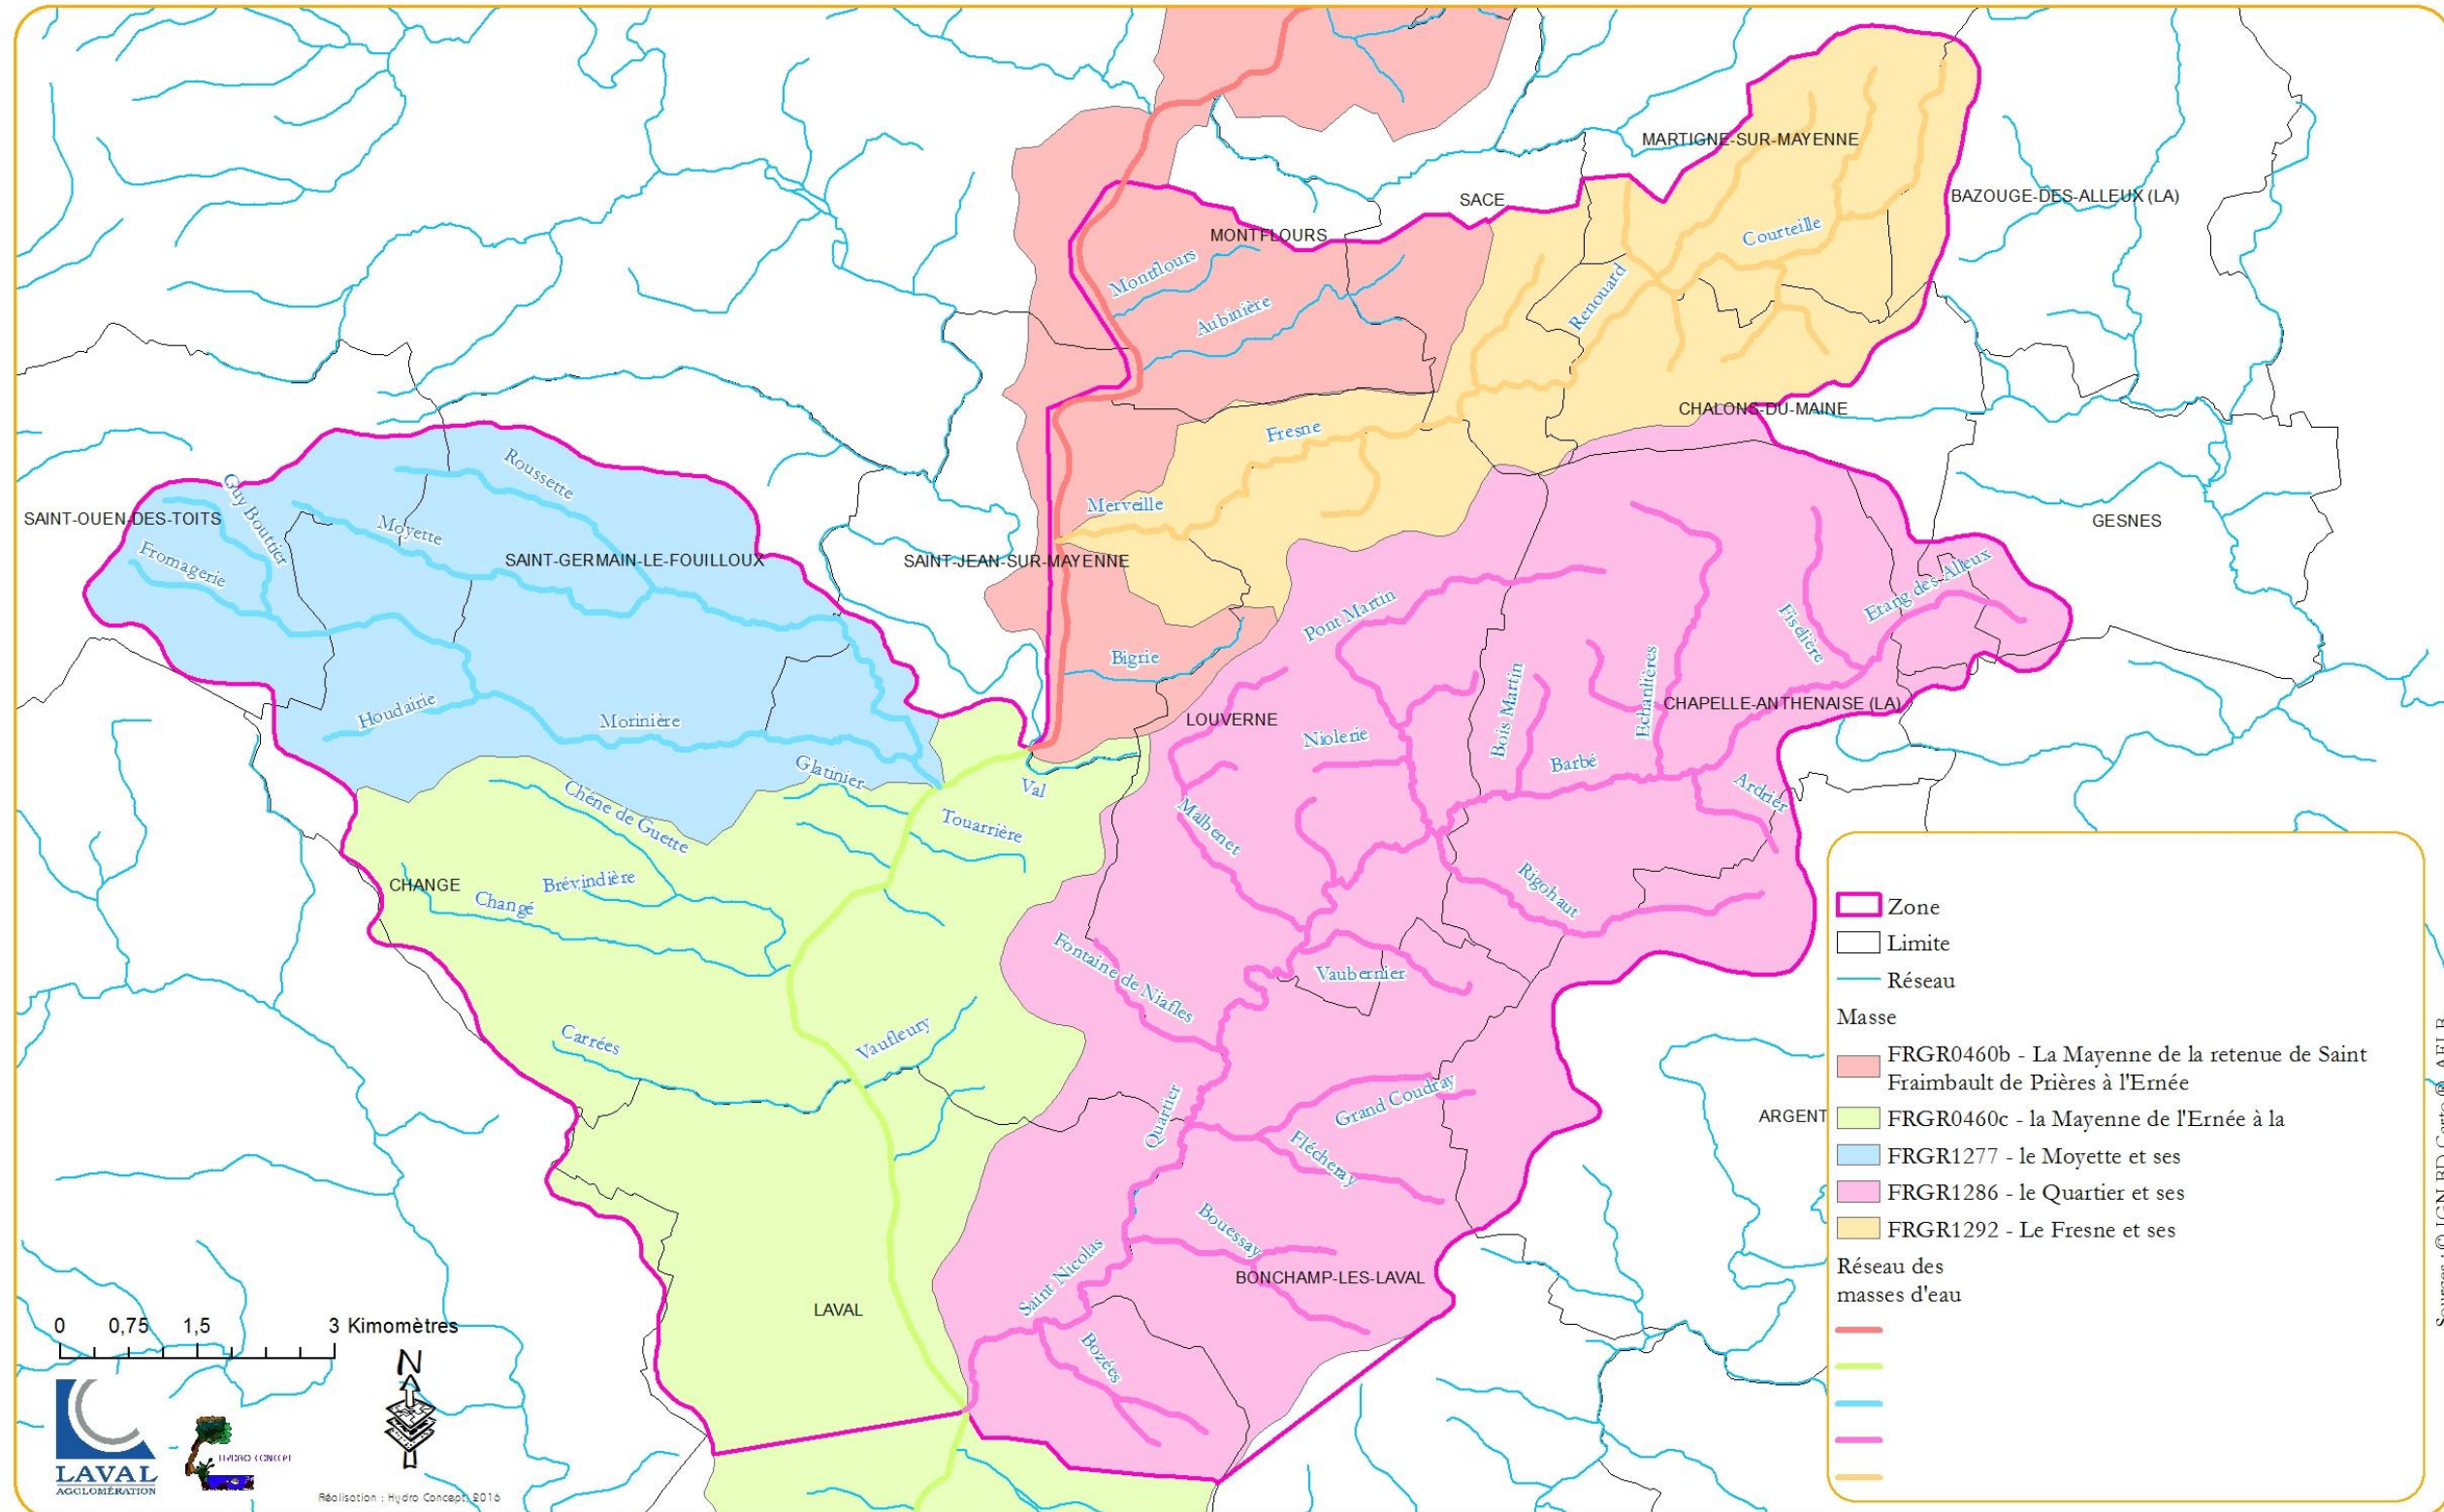 MARTIGNE-SUR-MAYENNE
SACE
BAZOUGE-DES-ALLEUX (LA)
MONTFLOURS
Courteille
Montflours
Renouard
Aubinière
CHALONS-DU-MAINE
Fresne
Roussette
Guy Bouttier
SAINT-OUEN-DES-TOITS
Moyette
Merveille
GESNES
Fromagerie
SAINT-GERMAIN-LE-FOUILLOUX
SAINT-JEAN-SUR-MAYENNE
Etang des Alleux
Pont Martin
Fiselière
Bigrie
Echanlières
Bois Martin
CHAPELLE-ANTHENAISE (LA)
Houdairie
Morinière
LOUVERNE
Niolerie
Barbé
Glatinier
Val
Ardrier
Chéne de Guette
Touarrière
Malbenet
CHANGE
Brévindière
Changé
Rigohaut
Fontaine de Niafles
Vaubernier
Carrées
Vaufleury
Quartier
Grand Coudray
Flécheray
ARGENT
Bouessay
Saint Nicolas
BONCHAMP-LES-LAVAL
LAVAL
Bozées
Zone
Limite
Réseau
Masse
FRGR0460b - La Mayenne de la retenue de Saint
Fraimbault de Prières à l'Ernée
FRGR0460c - la Mayenne de l'Ernée à la
FRGR1277 - le Moyette et ses
FRGR1286 - le Quartier et ses
FRGR1292 - Le Fresne et ses
Réseau des
masses d'eau
0 0,75 1,5 3 Kimomètres
N
LAVAL
AGGLOMÉRATION
HYDRO CONCEPT
Réalisation : Hydro Concept 2016